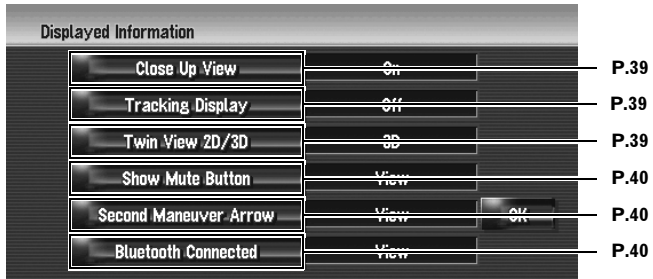 Displayed Information
Close Up View On P.39
Tracking Display Off P.39
Twin View 2D/3D 3D P.39
Show Mute Button View P.40
Second Maneuver Arrow View OK P.40
Bluetooth Connected View P.40